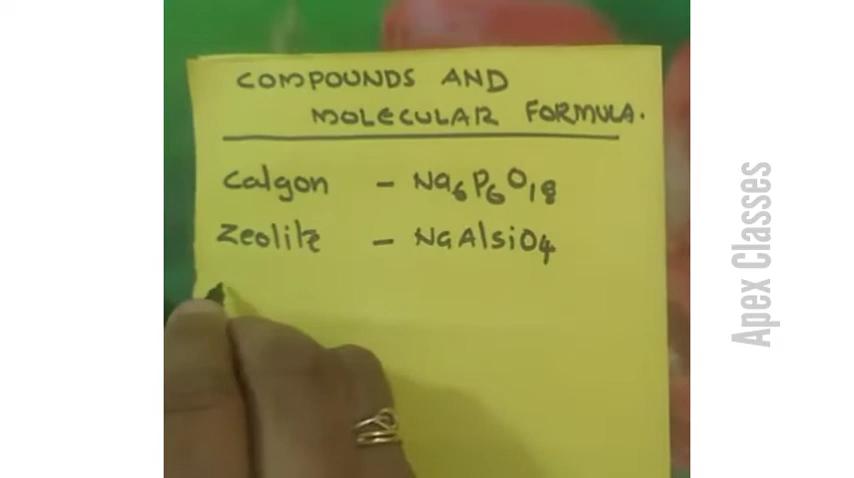 COMPOUNDS AND
MOLECULAR FORMULA.
Calgon - Na₆P₆O₁₈
Zeolite - NaAlsiO₄
Apex Classes